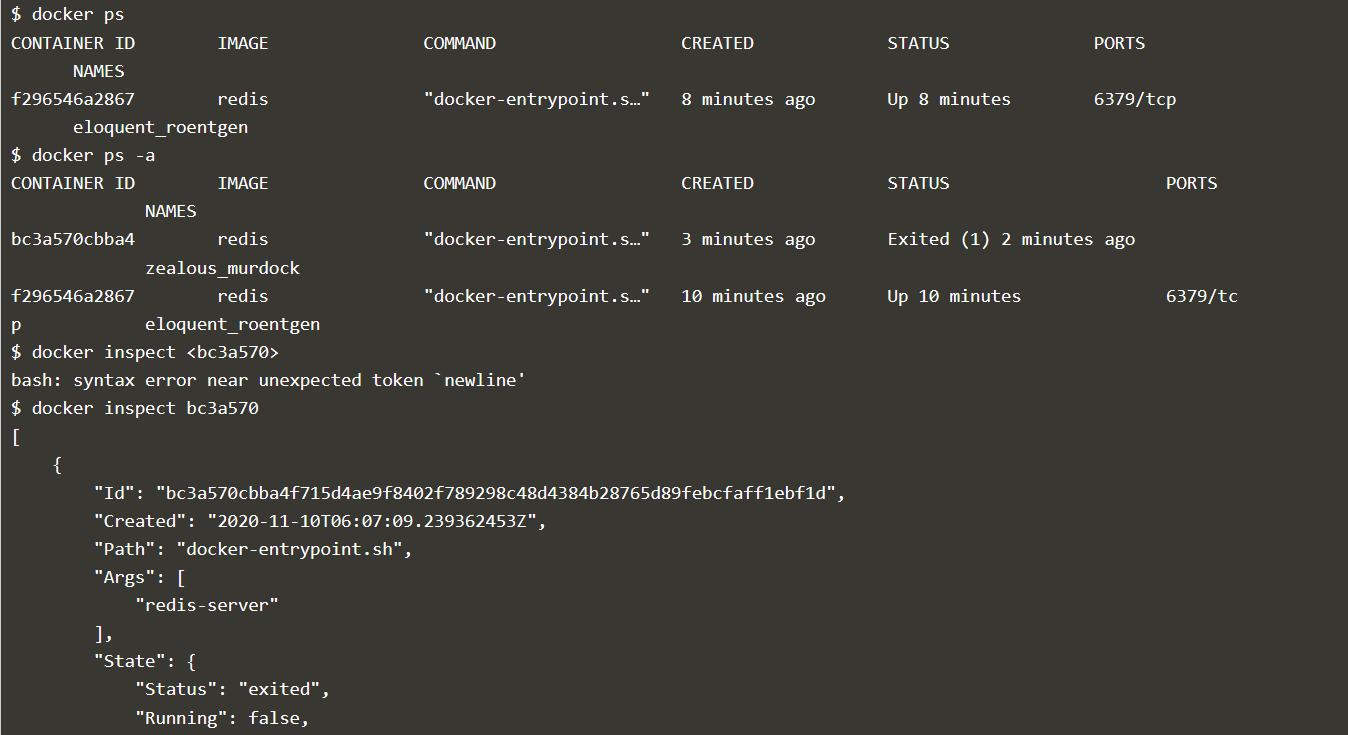 $ docker ps
CONTAINER ID        IMAGE               COMMAND                  CREATED             STATUS              PORTS
      NAMES
f296546a2867        redis               "docker-entrypoint.s…"   8 minutes ago       Up 8 minutes        6379/tcp
      eloquent_roentgen
$ docker ps -a
CONTAINER ID        IMAGE               COMMAND                  CREATED             STATUS                     PORTS
             NAMES
bc3a570cbba4        redis               "docker-entrypoint.s…"   3 minutes ago       Exited (1) 2 minutes ago
             zealous_murdock
f296546a2867        redis               "docker-entrypoint.s…"   10 minutes ago      Up 10 minutes              6379/tc
p            eloquent_roentgen
$ docker inspect <bc3a570>
bash: syntax error near unexpected token `newline'
$ docker inspect bc3a570
[
    {
        "Id": "bc3a570cbba4f715d4ae9f8402f789298c48d4384b28765d89febcfaff1ebf1d",
        "Created": "2020-11-10T06:07:09.239362453Z",
        "Path": "docker-entrypoint.sh",
        "Args": [
            "redis-server"
        ],
        "State": {
            "Status": "exited",
            "Running": false,